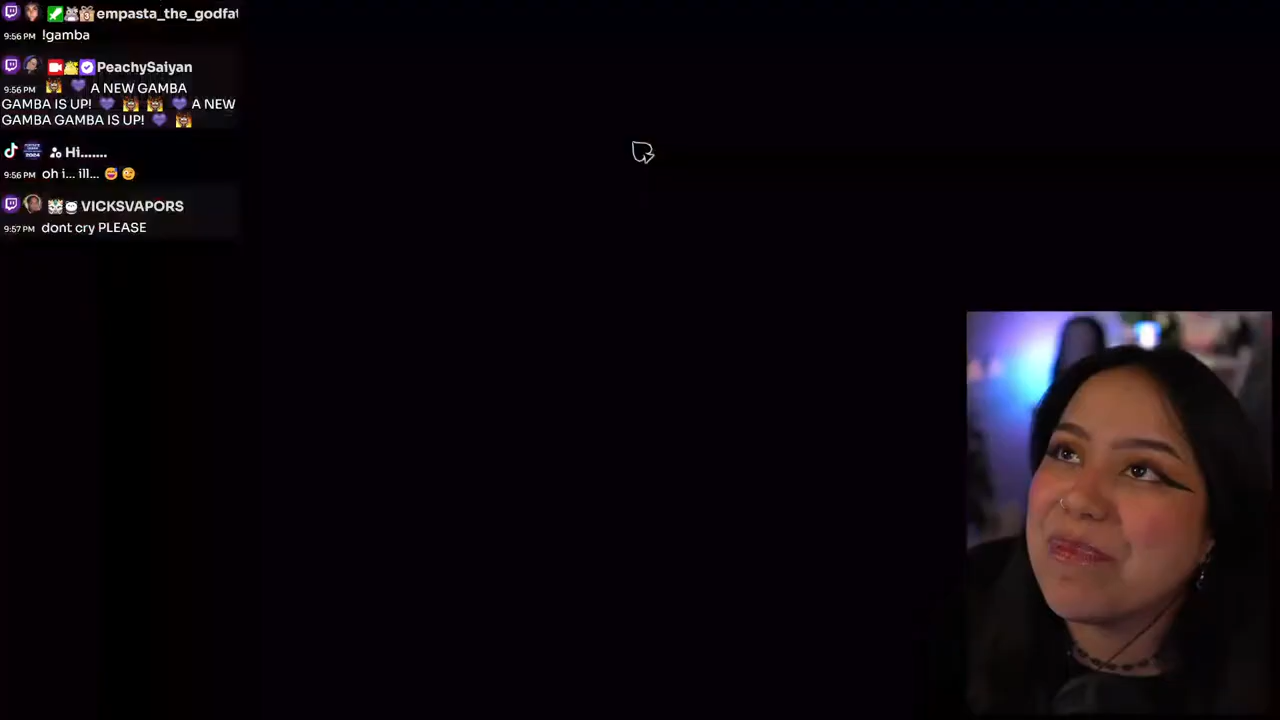 empasta_the_godfat
9:56 PM !gamba
PeachySaiyan
9:56 PM A NEW GAMBA
GAMBA IS UP! A NEW
GAMBA GAMBA IS UP!
Hi.......
9:56 PM oh i... ill...
VICKSVAPORS
9:57 PM dont cry PLEASE